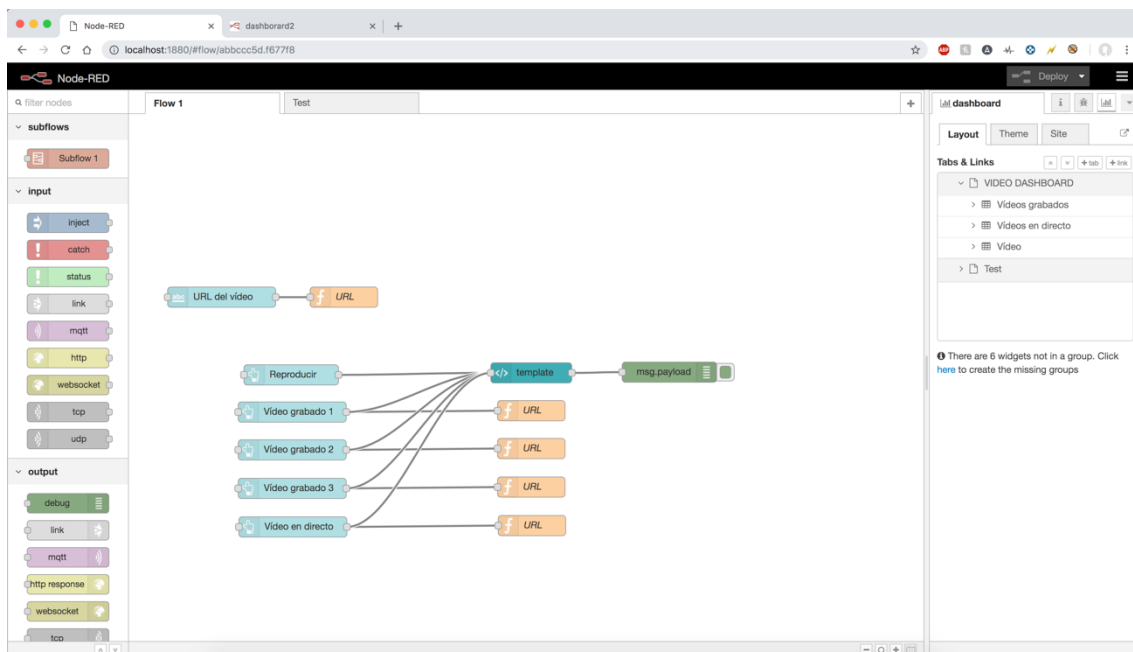 Node-RED
dashborard2
localhost:1880/#flow/abbccc5d.f677f8
Node-RED
Deploy
filter nodes
Flow 1
Test
dashboard
subflows
Subflow 1
input
inject
catch
status
link
mqtt
http
websocket
tcp
udp
output
debug
link
mqtt
http response
websocket
tcp
URL del vídeo
URL
Reproducir
template
msg.payload
Vídeo grabado 1
URL
Vídeo grabado 2
URL
Vídeo grabado 3
URL
Vídeo en directo
URL
Layout
Theme
Site
Tabs & Links
+ tab
+ link
VIDEO DASHBOARD
Vídeos grabados
Vídeos en directo
Vídeo
Test
There are 6 widgets not in a group. Click
here to create the missing groups